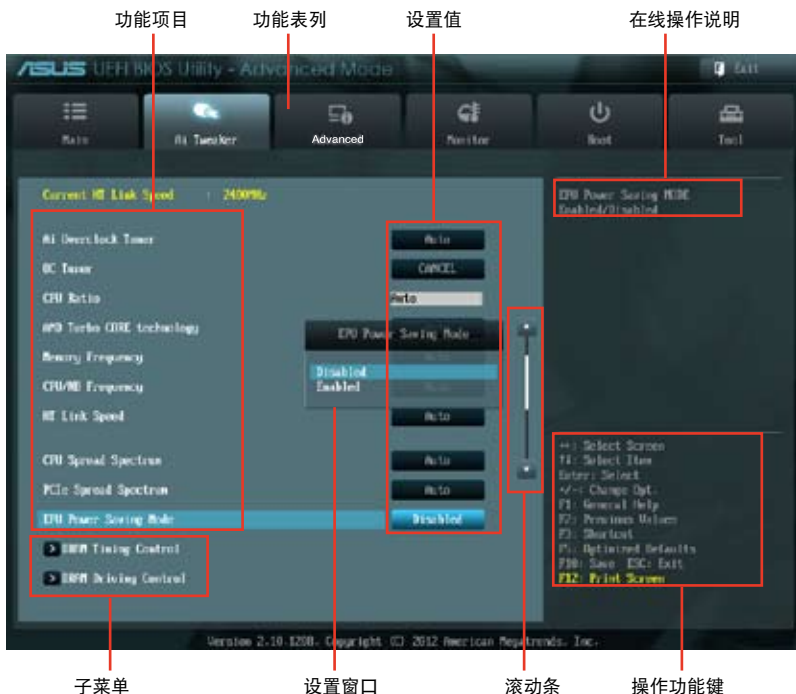 功能项目 功能表列 设置值 在线操作说明
ASUS UEFI BIOS Utility - Advanced Mode Exit
Main Ai Tweaker Advanced Monitor Boot Tool
Current HT Link Speed : 2400MHz
EPU Power Saving MODE
Enabled/Disabled
Ai Overclock Tuner Auto
OC Tuner CANCEL
CPU Ratio Auto
AMD Turbo CORE technology
EPU Power Saving Mode
Memory Frequency
Disabled
Enabled
CPU/NB Frequency
HT Link Speed Auto
CPU Spread Spectrum Auto
PCIe Spread Spectrum Auto
EPU Power Saving Mode Disabled
> DRAM Timing Control
> DRAM Driving Control
→←: Select Screen
↑↓: Select Item
Enter: Select
+/-: Change Opt.
F1: General Help
F2: Previous Values
F3: Shortcut
F5: Optimized Defaults
F10: Save ESC: Exit
F12: Print Screen
Version 2.10.1208. Copyright (C) 2012 American Megatrends, Inc.
子菜单 设置窗口 滚动条 操作功能键